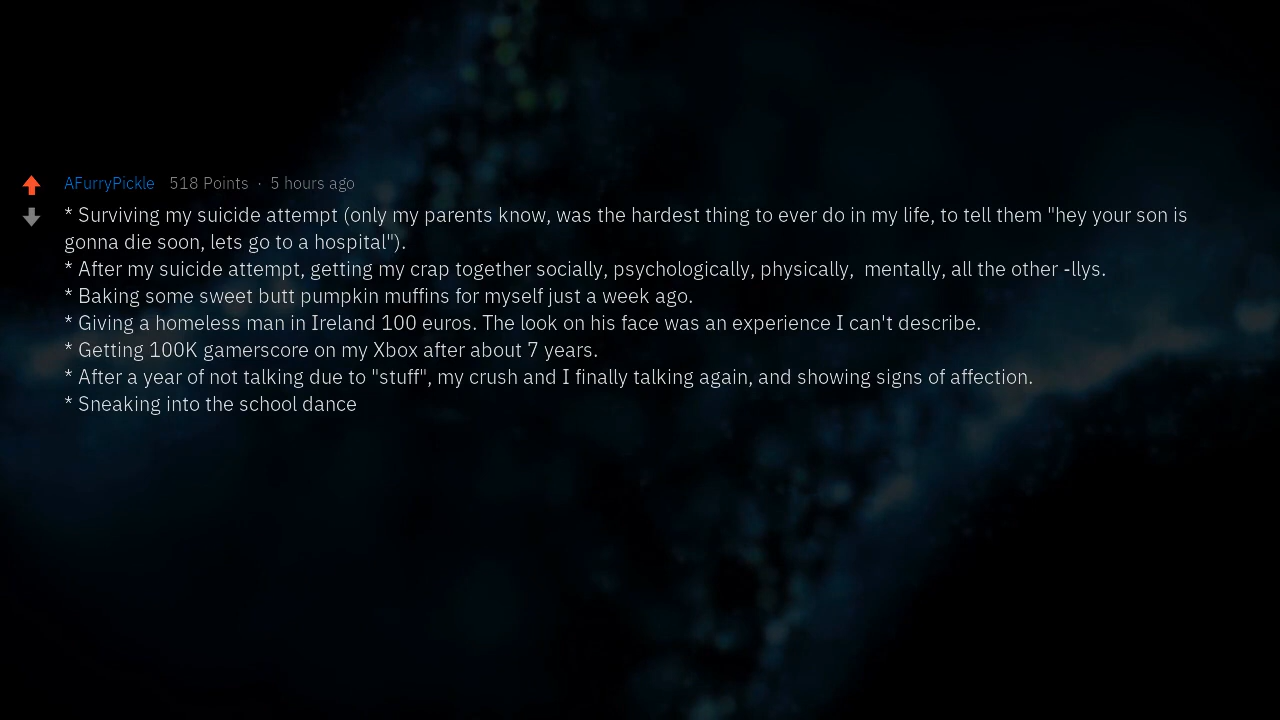 AFurryPickle 518 Points · 5 hours ago
* Surviving my suicide attempt (only my parents know, was the hardest thing to ever do in my life, to tell them "hey your son is
gonna die soon, lets go to a hospital").
* After my suicide attempt, getting my crap together socially, psychologically, physically,  mentally, all the other -llys.
* Baking some sweet butt pumpkin muffins for myself just a week ago.
* Giving a homeless man in Ireland 100 euros. The look on his face was an experience I can't describe.
* Getting 100K gamerscore on my Xbox after about 7 years.
* After a year of not talking due to "stuff", my crush and I finally talking again, and showing signs of affection.
* Sneaking into the school dance